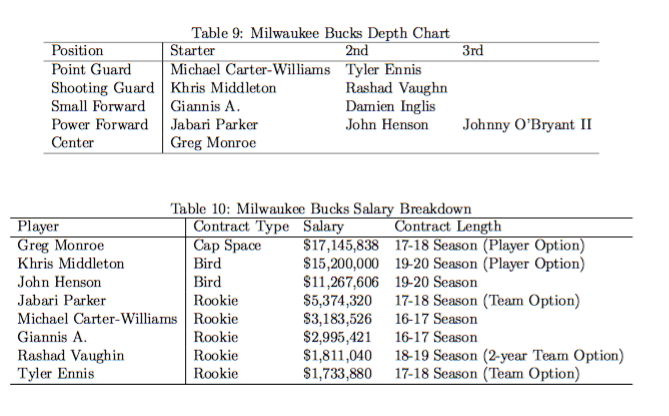 Table 9: Milwaukee Bucks Depth Chart
Position Starter 2nd 3rd
Point Guard Michael Carter-Williams Tyler Ennis
Shooting Guard Khris Middleton Rashad Vaughn
Small Forward Giannis A. Damien Inglis
Power Forward Jabari Parker John Henson Johnny O'Bryant II
Center Greg Monroe
Table 10: Milwaukee Bucks Salary Breakdown
Player Contract Type Salary Contract Length
Greg Monroe Cap Space $17,145,838 17-18 Season (Player Option)
Khris Middleton Bird $15,200,000 19-20 Season (Player Option)
John Henson Bird $11,267,606 19-20 Season
Jabari Parker Rookie $5,374,320 17-18 Season (Team Option)
Michael Carter-Williams Rookie $3,183,526 16-17 Season
Giannis A. Rookie $2,995,421 16-17 Season
Rashad Vaughin Rookie $1,811,040 18-19 Season (2-year Team Option)
Tyler Ennis Rookie $1,733,880 17-18 Season (Team Option)